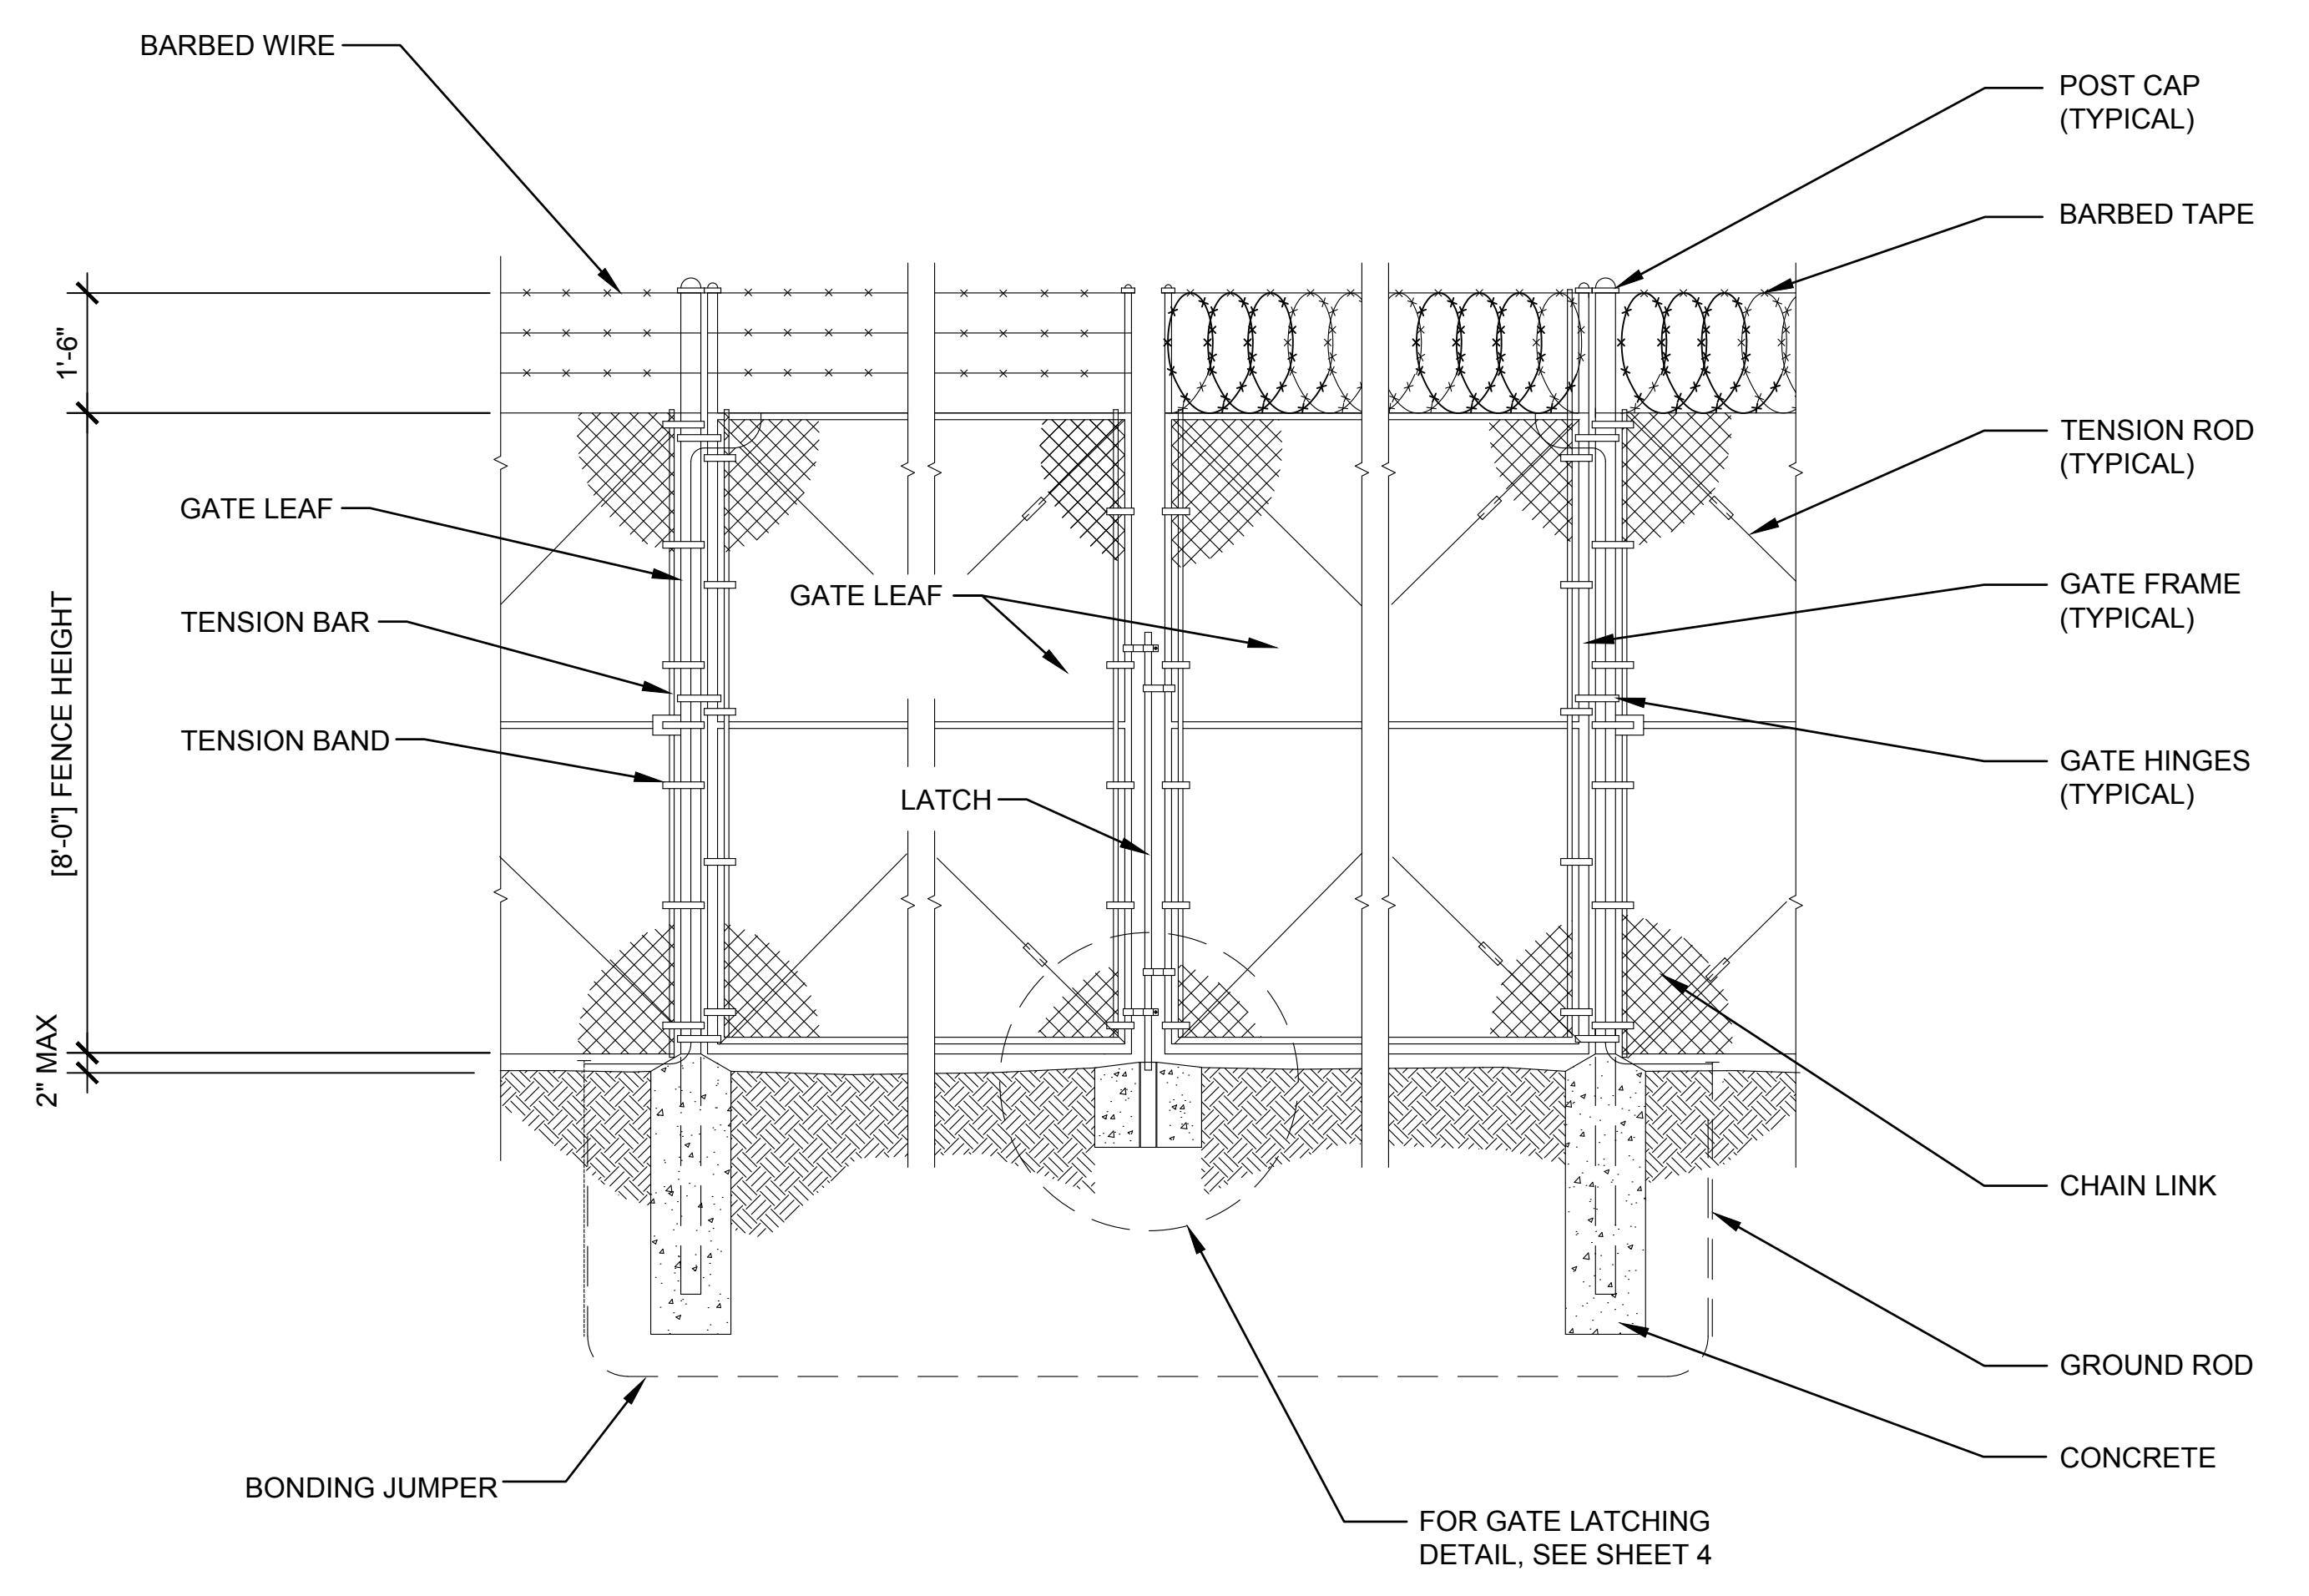 BARBED WIRE
POST CAP
(TYPICAL)
BARBED TAPE
1'-6"
TENSION ROD
(TYPICAL)
GATE LEAF
GATE LEAF
GATE FRAME
(TYPICAL)
TENSION BAR
[8'-0"] FENCE HEIGHT
TENSION BAND
GATE HINGES
(TYPICAL)
LATCH
2" MAX
CHAIN LINK
GROUND ROD
CONCRETE
BONDING JUMPER
FOR GATE LATCHING
DETAIL, SEE SHEET 4